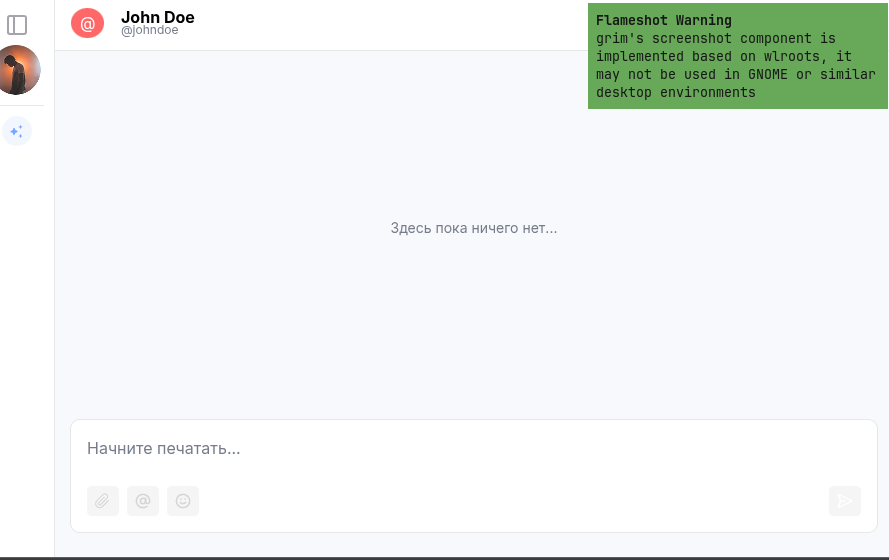 @
John Doe
@johndoe
Flameshot Warning
grim's screenshot component is
implemented based on wlroots, it
may not be used in GNOME or similar
desktop environments
Здесь пока ничего нет...
Начните печатать...